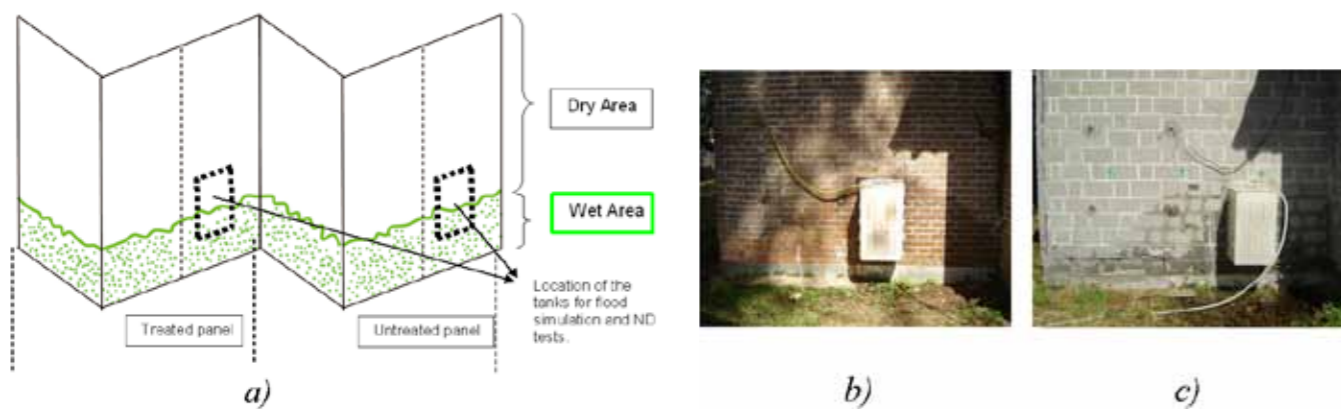 Dry Area
Wet Area
Location of the
tanks for flood
simulation and ND
tests.
Treated panel
Untreated panel
a)
b)
c)